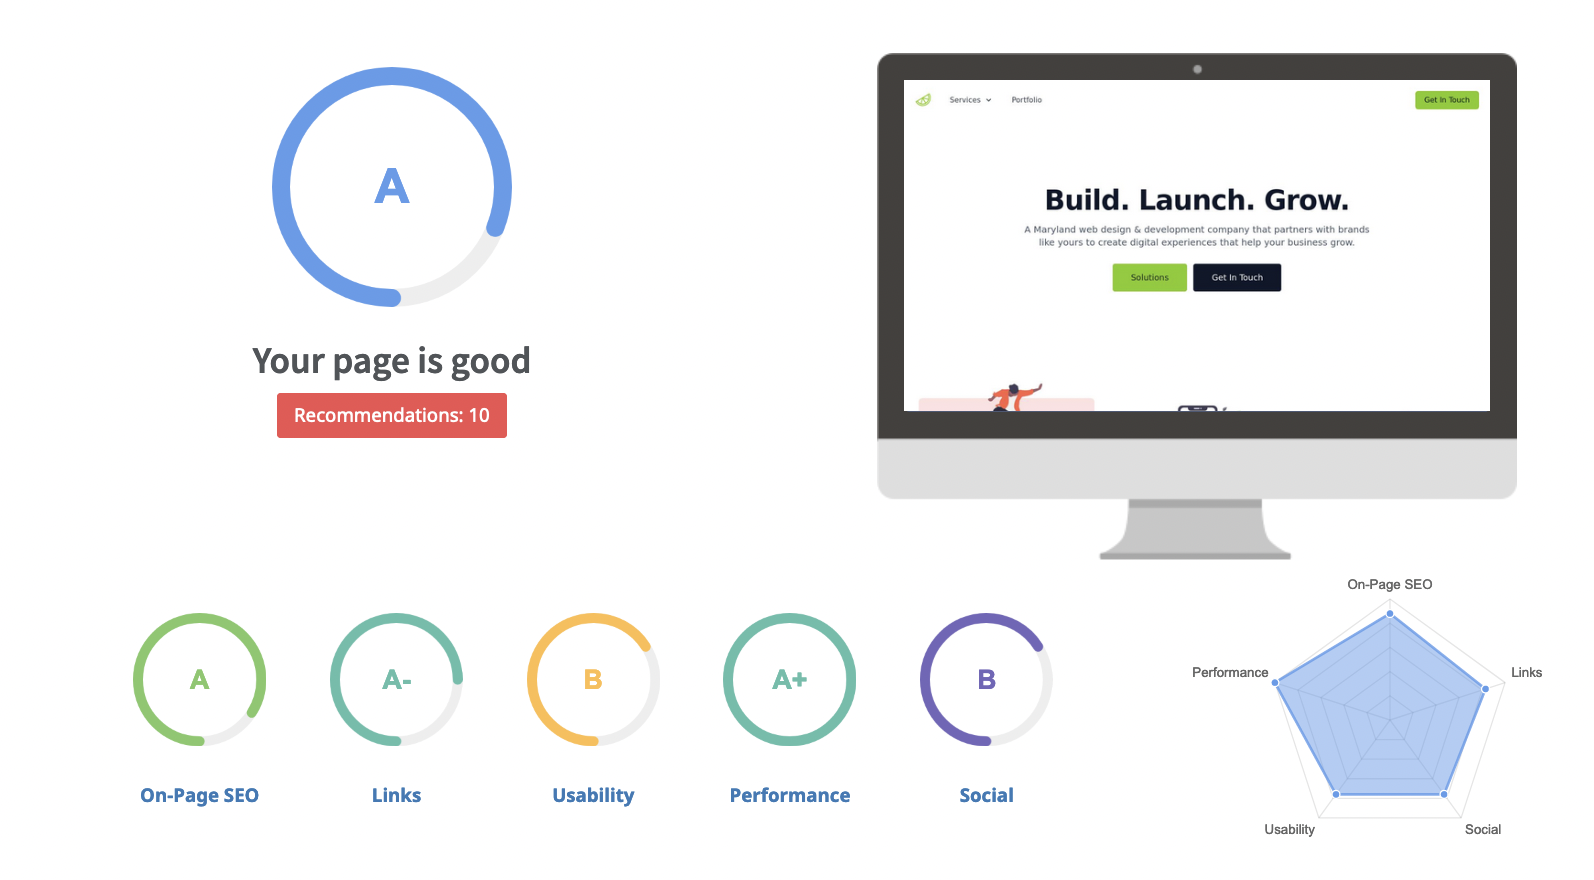 A
Your page is good
Recommendations: 10
Services
Portfolio
Get In Touch
Build. Launch. Grow.
A Maryland web design & development company that partners with brands
like yours to create digital experiences that help your business grow.
Solutions
Get In Touch
A
A-
B
A+
B
On-Page SEO
Links
Usability
Performance
Social
On-Page SEO
Performance
Links
Usability
Social